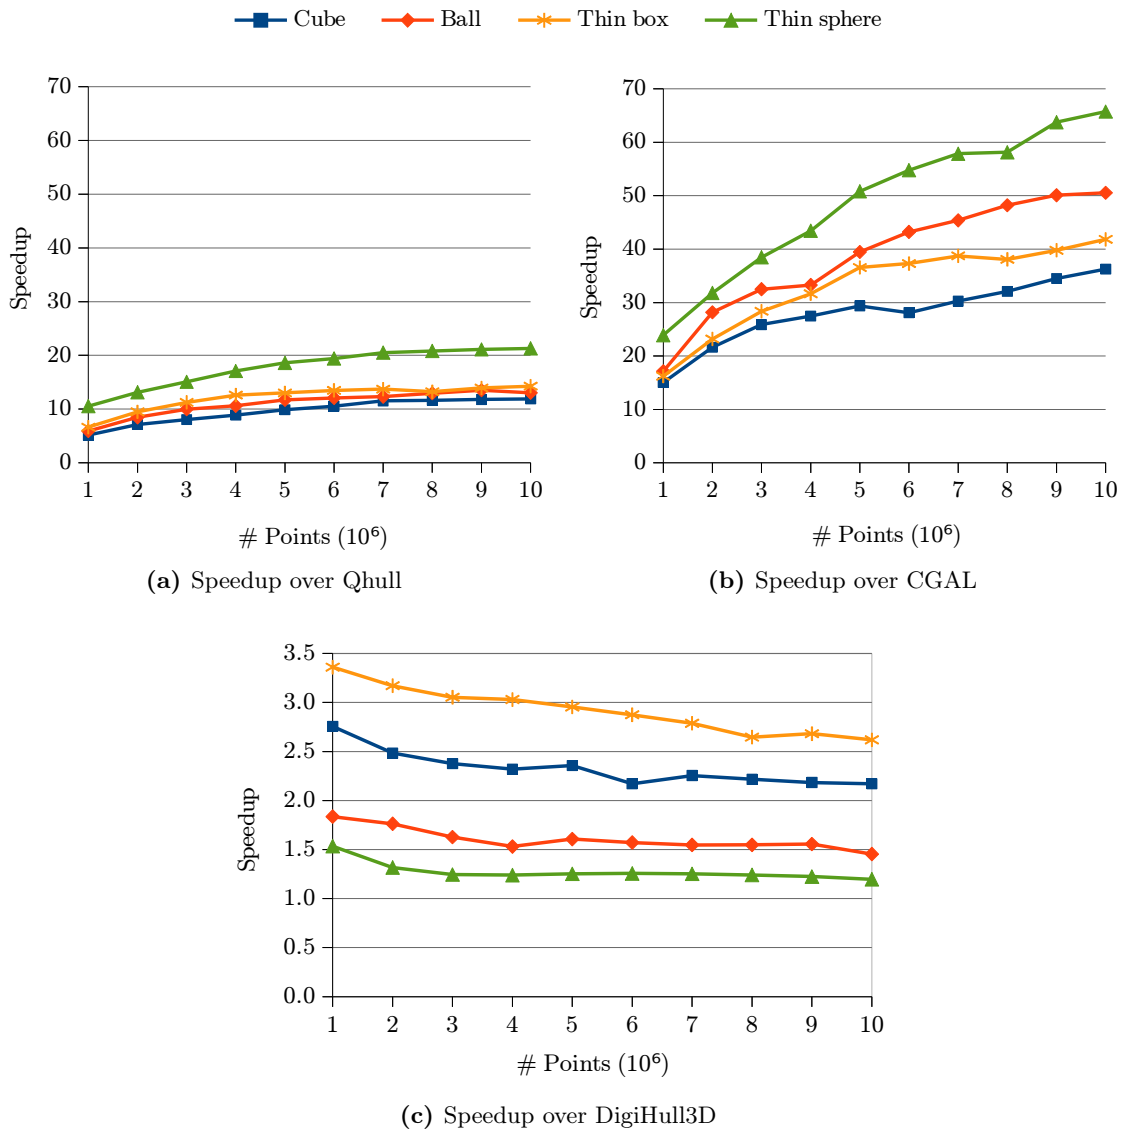 Cube Ball Thin box Thin sphere
70
60
50
40
30
20
10
0
Speedup
1 2 3 4 5 6 7 8 9 10
# Points (10⁶)
(a) Speedup over Qhull
70
60
50
40
30
20
10
0
Speedup
1 2 3 4 5 6 7 8 9 10
# Points (10⁶)
(b) Speedup over CGAL
3.5
3.0
2.5
2.0
1.5
1.0
0.5
0.0
Speedup
1 2 3 4 5 6 7 8 9 10
# Points (10⁶)
(c) Speedup over DigiHull3D